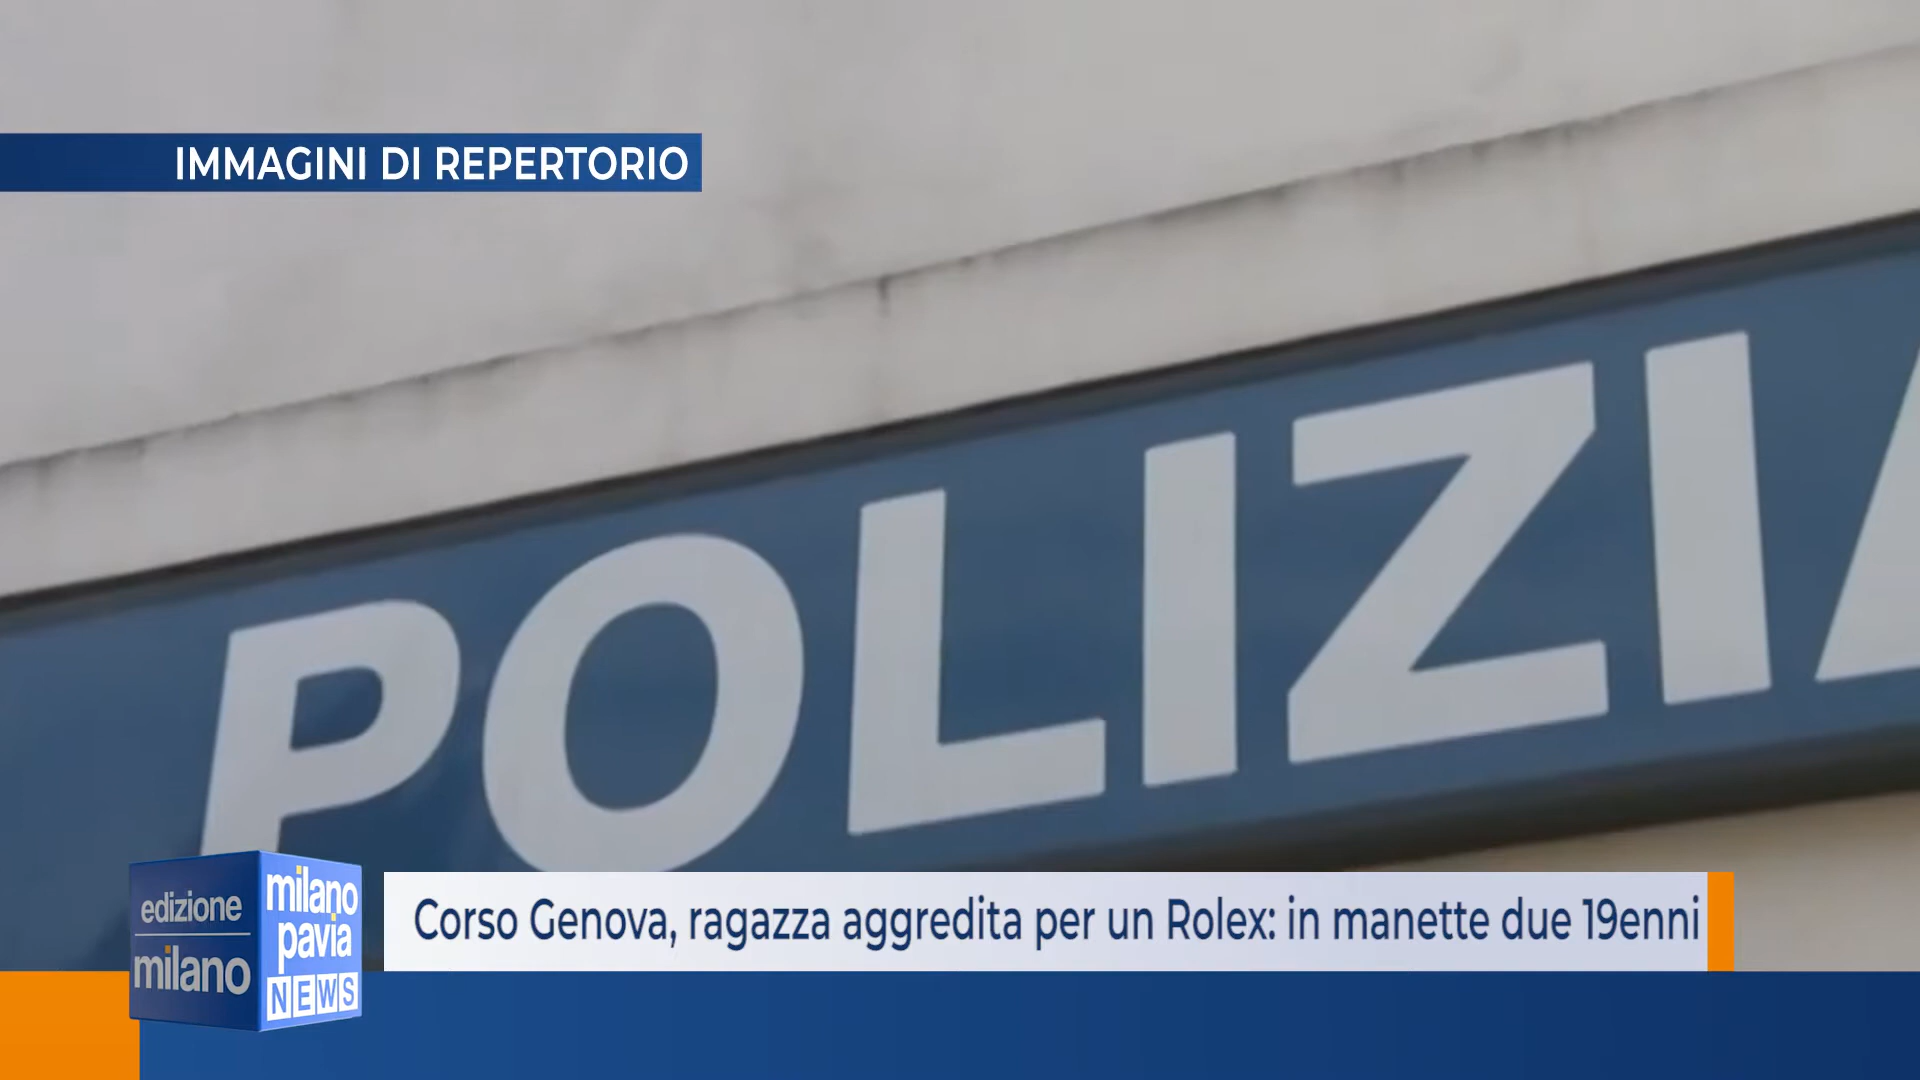 IMMAGINI DI REPERTORIO
POLIZIA
Corso Genova, ragazza aggredita per un Rolex: in manette due 19enni
edizione
milano
milano
pavia
NEWS